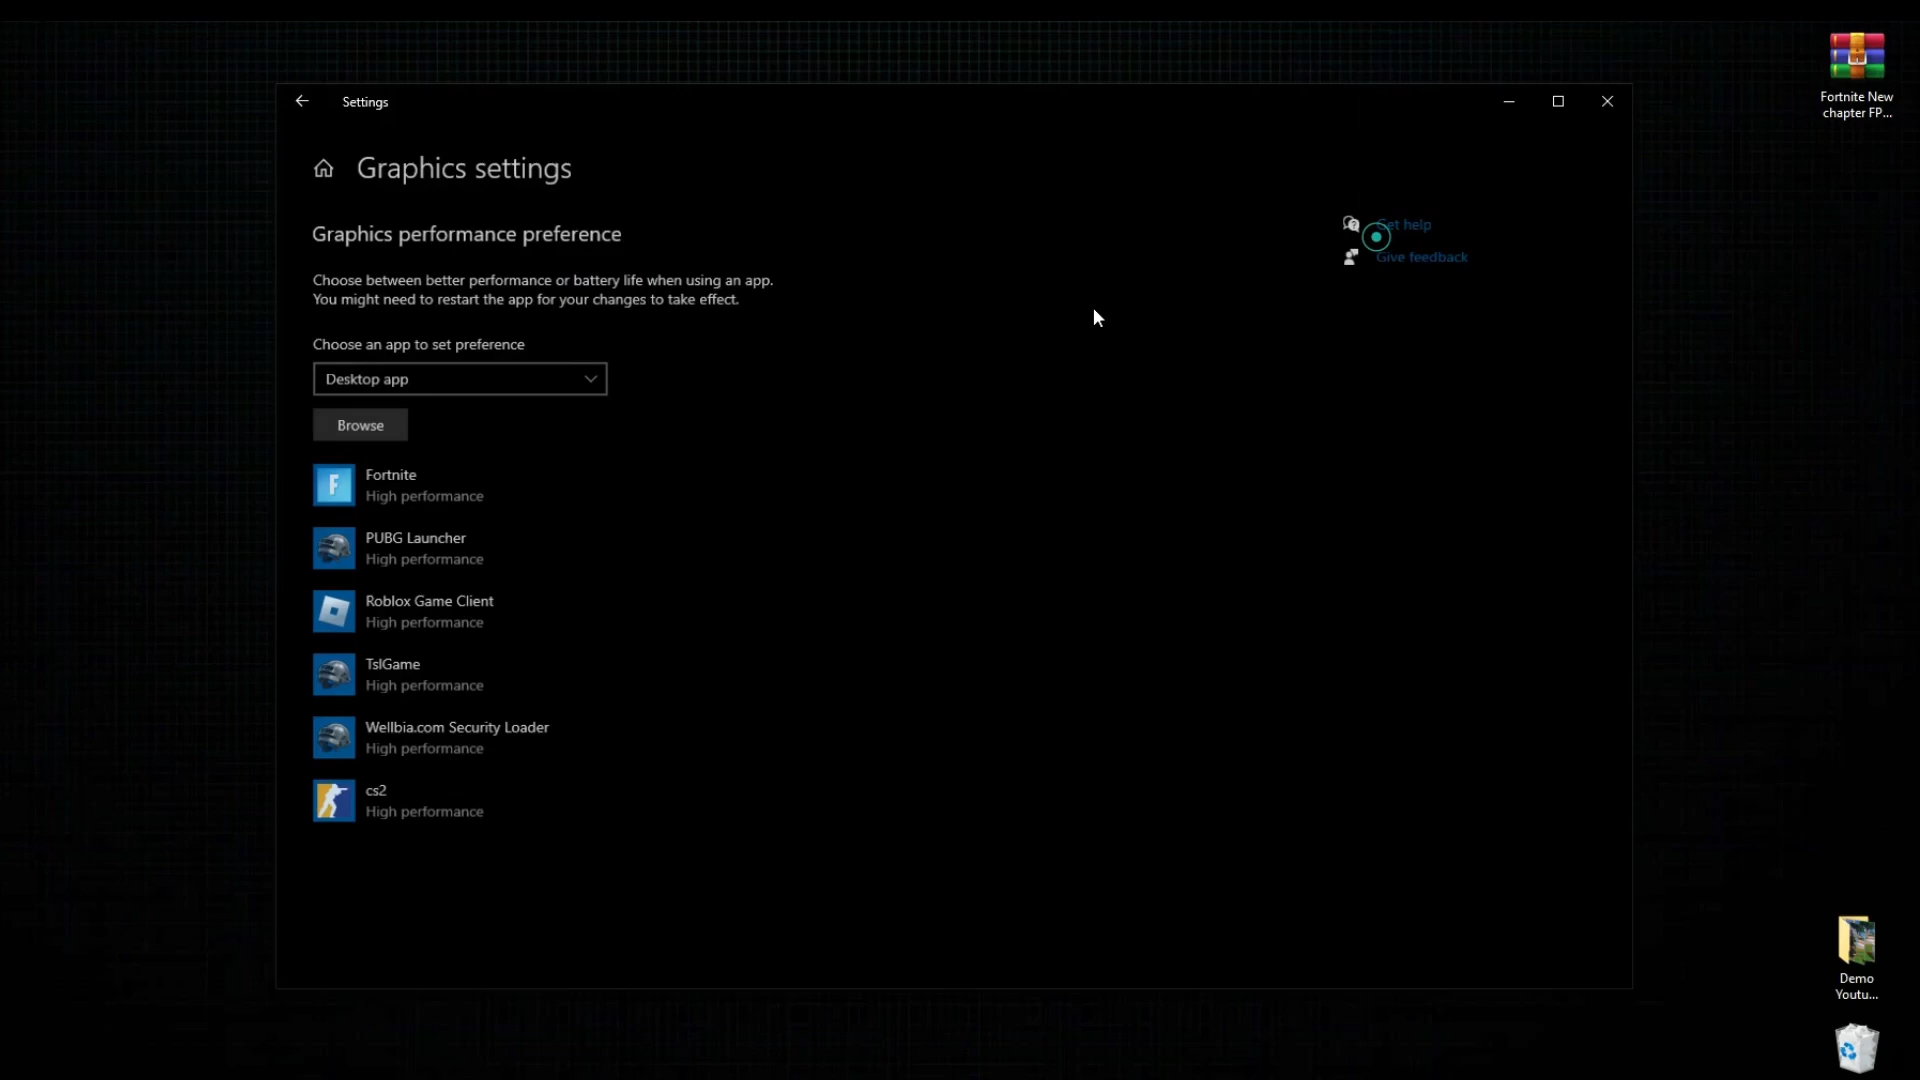 Settings
Graphics settings
Graphics performance preference
Choose between better performance or battery life when using an app.
You might need to restart the app for your changes to take effect.
Choose an app to set preference
Desktop app
Browse
Fortnite
High performance
PUBG Launcher
High performance
Roblox Game Client
High performance
TslGame
High performance
Wellbia.com Security Loader
High performance
cs2
High performance
Get help
Give feedback
Fortnite New
chapter FP...
Demo
Youtu...